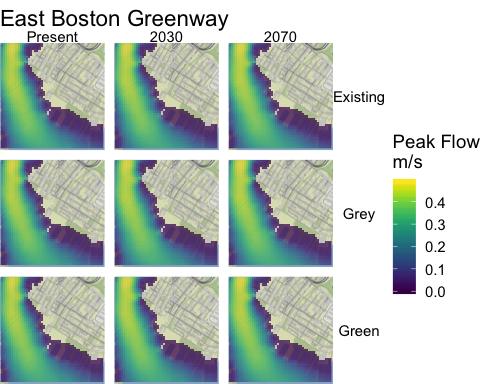 East Boston Greenway
Present 2030 2070
Existing
Grey
Green
Peak Flow
m/s
0.4
0.3
0.2
0.1
0.0